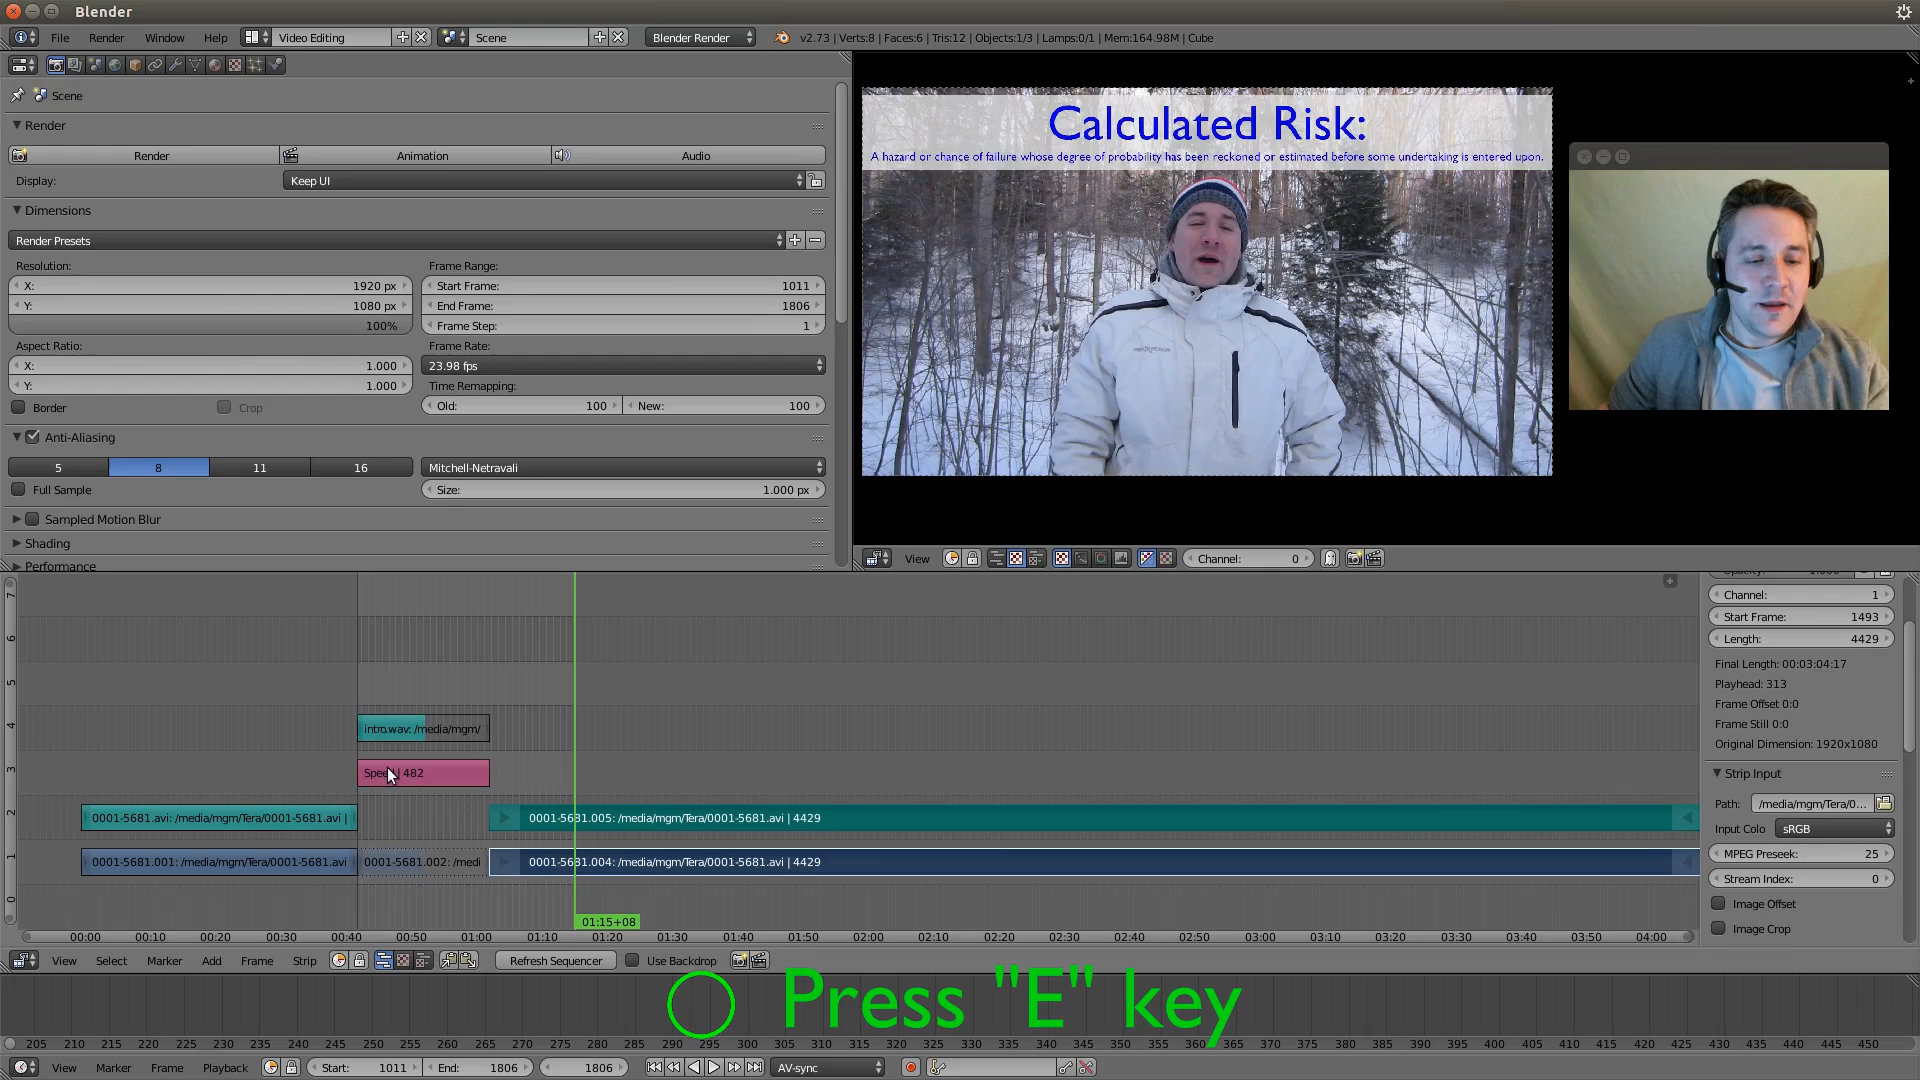 Blender
File Render Window Help Video Editing Scene Blender Render v2.73 | Verts:8 | Faces:6 | Tris:12 | Objects:1/3 | Lamps:0/1 | Mem:164.98M | Cube
Scene
Render
Render Animation Audio
Display: Keep UI
Dimensions
Render Presets
Resolution: Frame Range:
X: 1920 px Start Frame: 1011
Y: 1080 px End Frame: 1806
100% Frame Step: 1
Aspect Ratio: Frame Rate:
X: 1.000 23.98 fps
Y: 1.000 Time Remapping:
Border Crop Old: 100 New: 100
Anti-Aliasing
5 8 11 16 Mitchell-Netravali
Full Sample Size: 1.000 px
Sampled Motion Blur
Shading
Performance
Calculated Risk:
A hazard or chance of failure whose degree of probability has been reckoned or estimated before some undertaking is entered upon.
View Channel: 0
7
6
5
4
3
2
1
0
intro.wav: /media/mgm/
482
0001-5681.avi: /media/mgm/Tera/0001-5681.avi |
0001-5681.005: /media/mgm/Tera/0001-5681.avi | 4429
0001-5681.001: /media/mgm/Tera/0001-5681.avi
0001-5681.002: /medi
0001-5681.004: /media/mgm/Tera/0001-5681.avi | 4429
01:15+08
00:00 00:10 00:20 00:30 00:40 00:50 01:00 01:10 01:20 01:30 01:40 01:50 02:00 02:10 02:20 02:30 02:40 02:50 03:00 03:10 03:20 03:30 03:40 03:50 04:00
Channel: 1
Start Frame: 1493
Length: 4429
Final Length: 00:03:04:17
Playhead: 313
Frame Offset 0:0
Frame Still 0:0
Original Dimension: 1920x1080
Strip Input
Path: /media/mgm/Tera/0...
Input Colo sRGB
MPEG Preseek: 25
Stream Index: 0
Image Offset
Image Crop
View Select Marker Add Frame Strip Refresh Sequencer Use Backdrop
Press "E" key
205 210 215 220 225 230 235 240 245 250 255 260 265 270 275 280 285 290 295 300 305 310 315 320 325 330 335 340 345 350 355 360 365 370 375 380 385 390 395 400 405 410 415 420 425 430 435 440 445 450
View Marker Frame Playback Start: 1011 End: 1806 1806 AV-sync